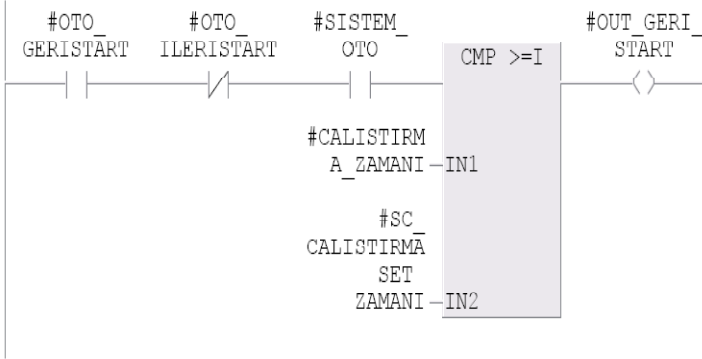 #OTO_ #OTO_ #SISTEM_ #OUT_GERI_
GERISTART ILERISTART OTO START
CMP >=I
#CALISTIRM
A_ZAMANI IN1
#SC_
CALISTIRMA
SET
ZAMANI IN2